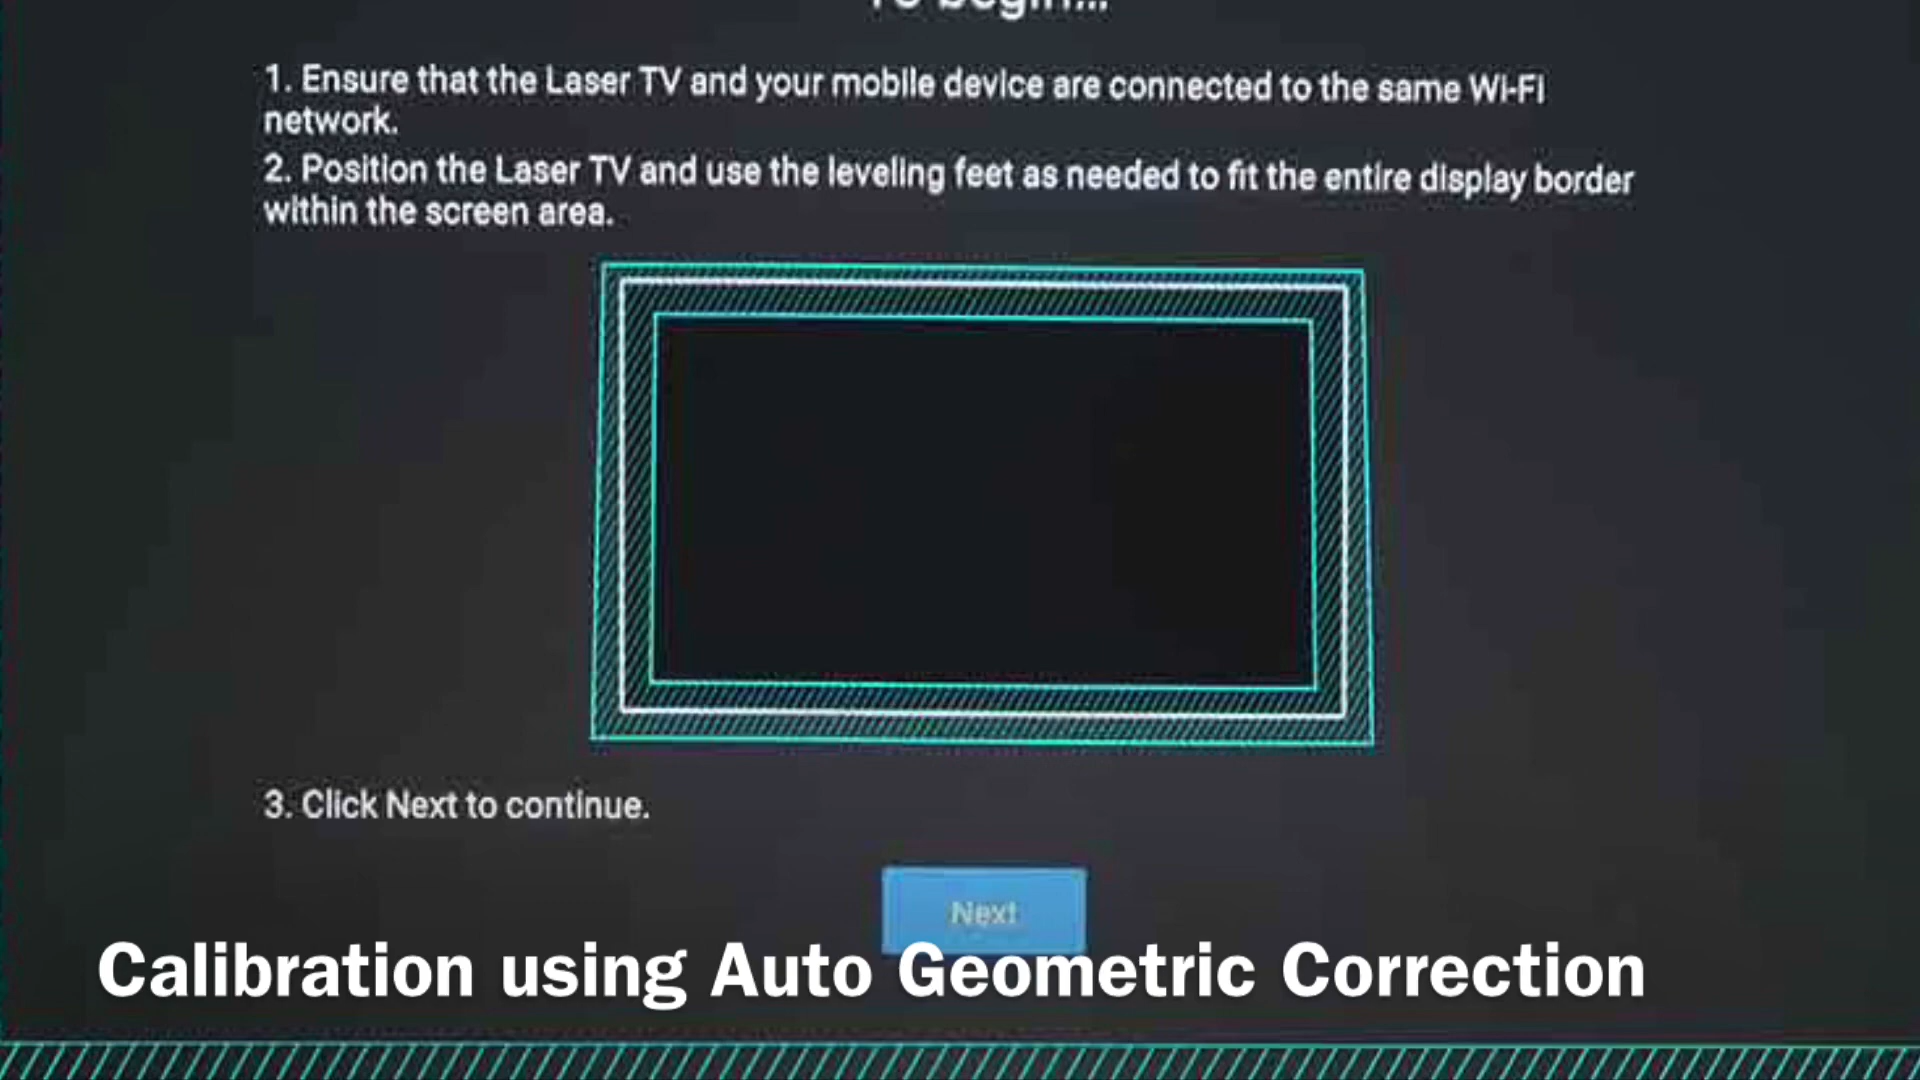 To begin...
1. Ensure that the Laser TV and your mobile device are connected to the same Wi-Fi
network.
2. Position the Laser TV and use the leveling feet as needed to fit the entire display border
within the screen area.
3. Click Next to continue.
Next
Calibration using Auto Geometric Correction